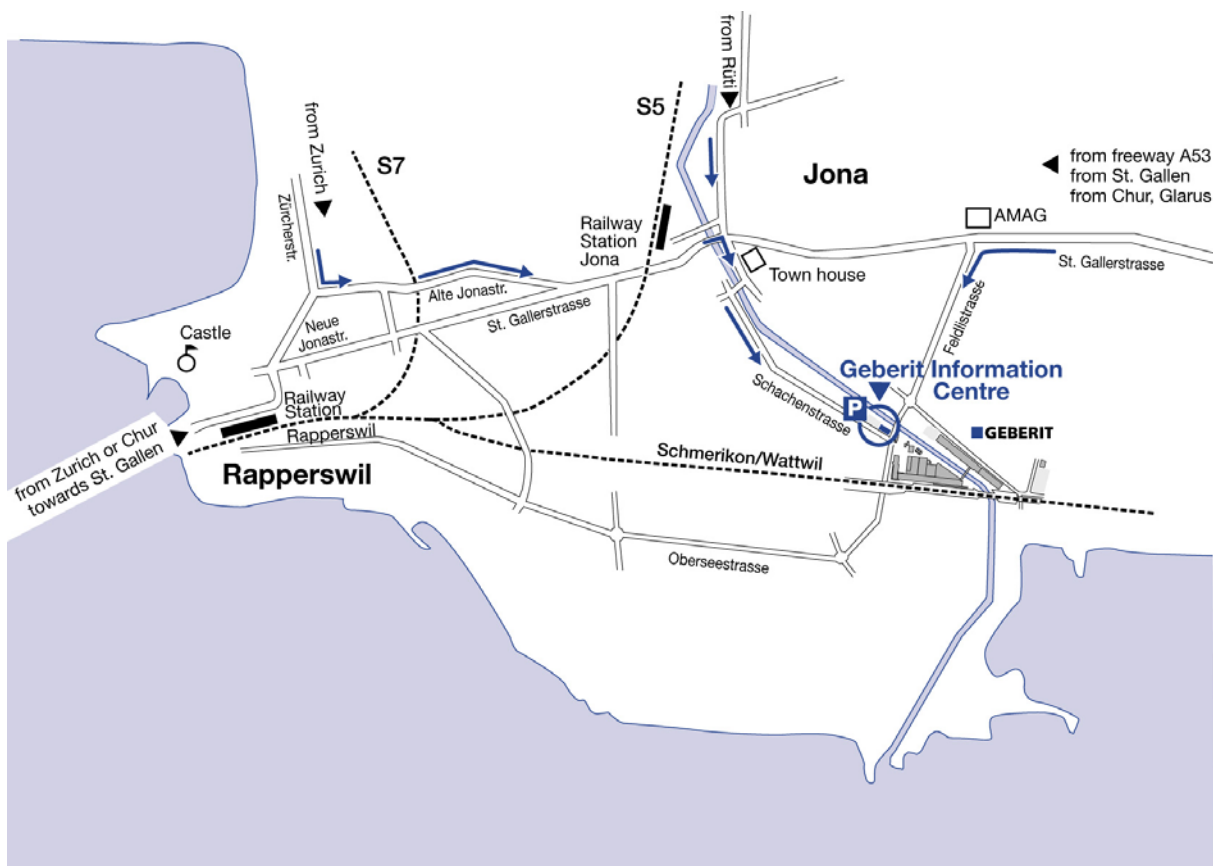 from Rüti
from Zurich
S5
S7
Jona
from freeway A53
from St. Gallen
from Chur, Glarus
Zürcherstr.
AMAG
Railway
Station
Jona
Town house
St. Gallerstrasse
Alte Jonastr.
St. Gallerstrasse
Feldlistrasse
Castle
Neue
Jonastr.
Geberit Information
Centre
P
Schachenstrasse
GEBERIT
Railway
Station
Rapperswil
Rapperswil
Schmerikon/Wattwil
from Zurich or Chur
towards St. Gallen
Oberseestrasse